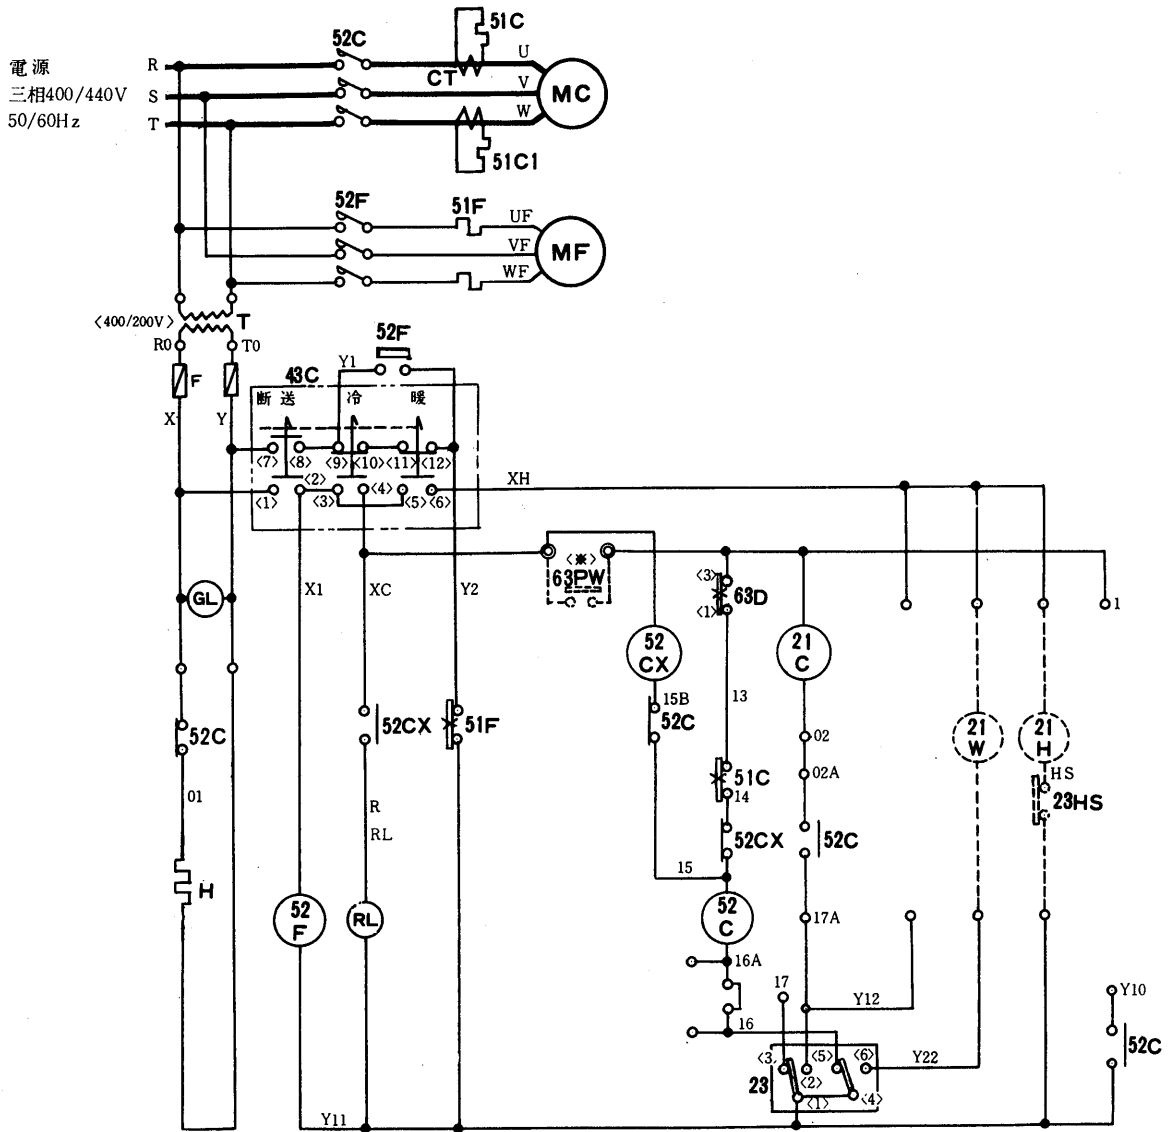 51C
52C
電源
三相400/440V
50/60Hz
R
S
T
CT
U
V
W
MC
51C1
52F
51F
UF
VF
WF
MF
〈400/200V〉
T
R0
T0
F
X
Y
43C
Y1
52F
断 送 冷 暖
〈7〉 〈8〉 〈9〉 〈10〉 〈11〉 〈12〉
〈1〉 〈2〉 〈3〉 〈4〉 〈5〉 〈6〉
XH
〈※〉
63PW
〈3〉
〈1〉
63D
GL
X1
XC
Y2
52
CX
21
C
1
15B
52C
13
52C
52CX
51F
02
02A
21
W
21
H
HS
23HS
01
51C
14
R
RL
52CX
52C
H
15
52
F
RL
52
C
17A
16A
17
Y12
Y10
16
52C
〈3〉
〈2〉
〈5〉
〈6〉
Y22
23
〈1〉
〈4〉
Y11